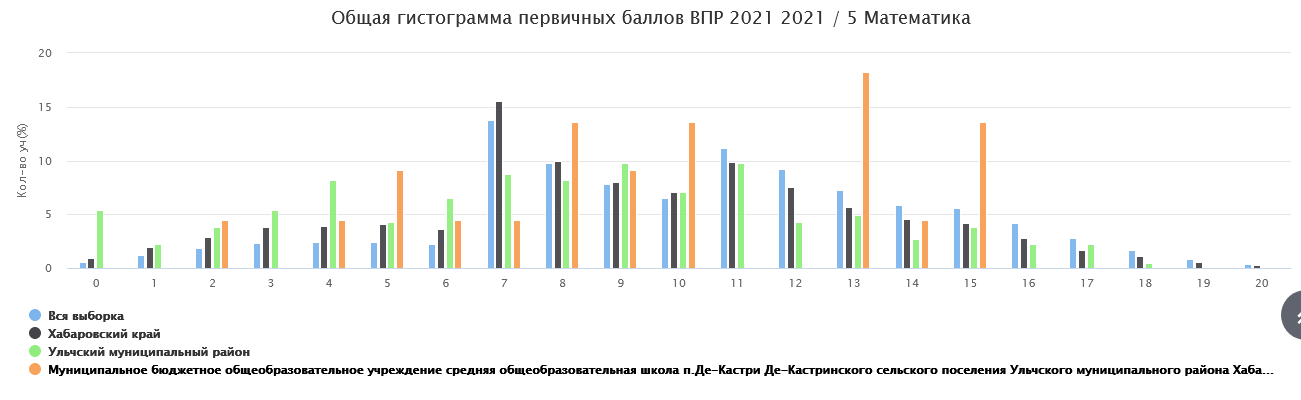 Общая гистограмма первичных баллов ВПР 2021 2021 / 5 Математика
Кол-во уч(%)
20
15
10
5
0
0 1 2 3 4 5 6 7 8 9 10 11 12 13 14 15 16 17 18 19 20
Вся выборка
Хабаровский край
Ульчский муниципальный район
Муниципальное бюджетное общеобразовательное учреждение средняя общеобразовательная школа п.Де-Кастри Де-Кастринского сельского поселения Ульчского муниципального района Хаба...